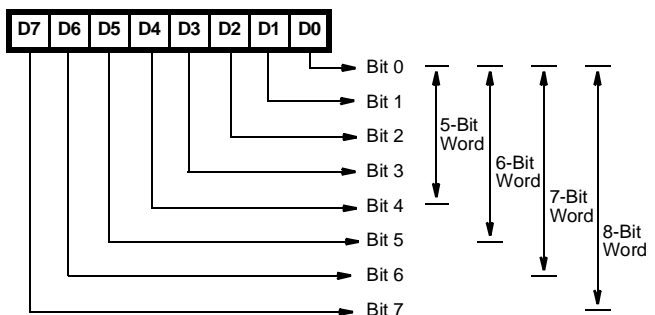 D7 D6 D5 D4 D3 D2 D1 D0
Bit 0
Bit 1
Bit 2
Bit 3
Bit 4
Bit 5
Bit 6
Bit 7
5-Bit
Word
6-Bit
Word
7-Bit
Word
8-Bit
Word